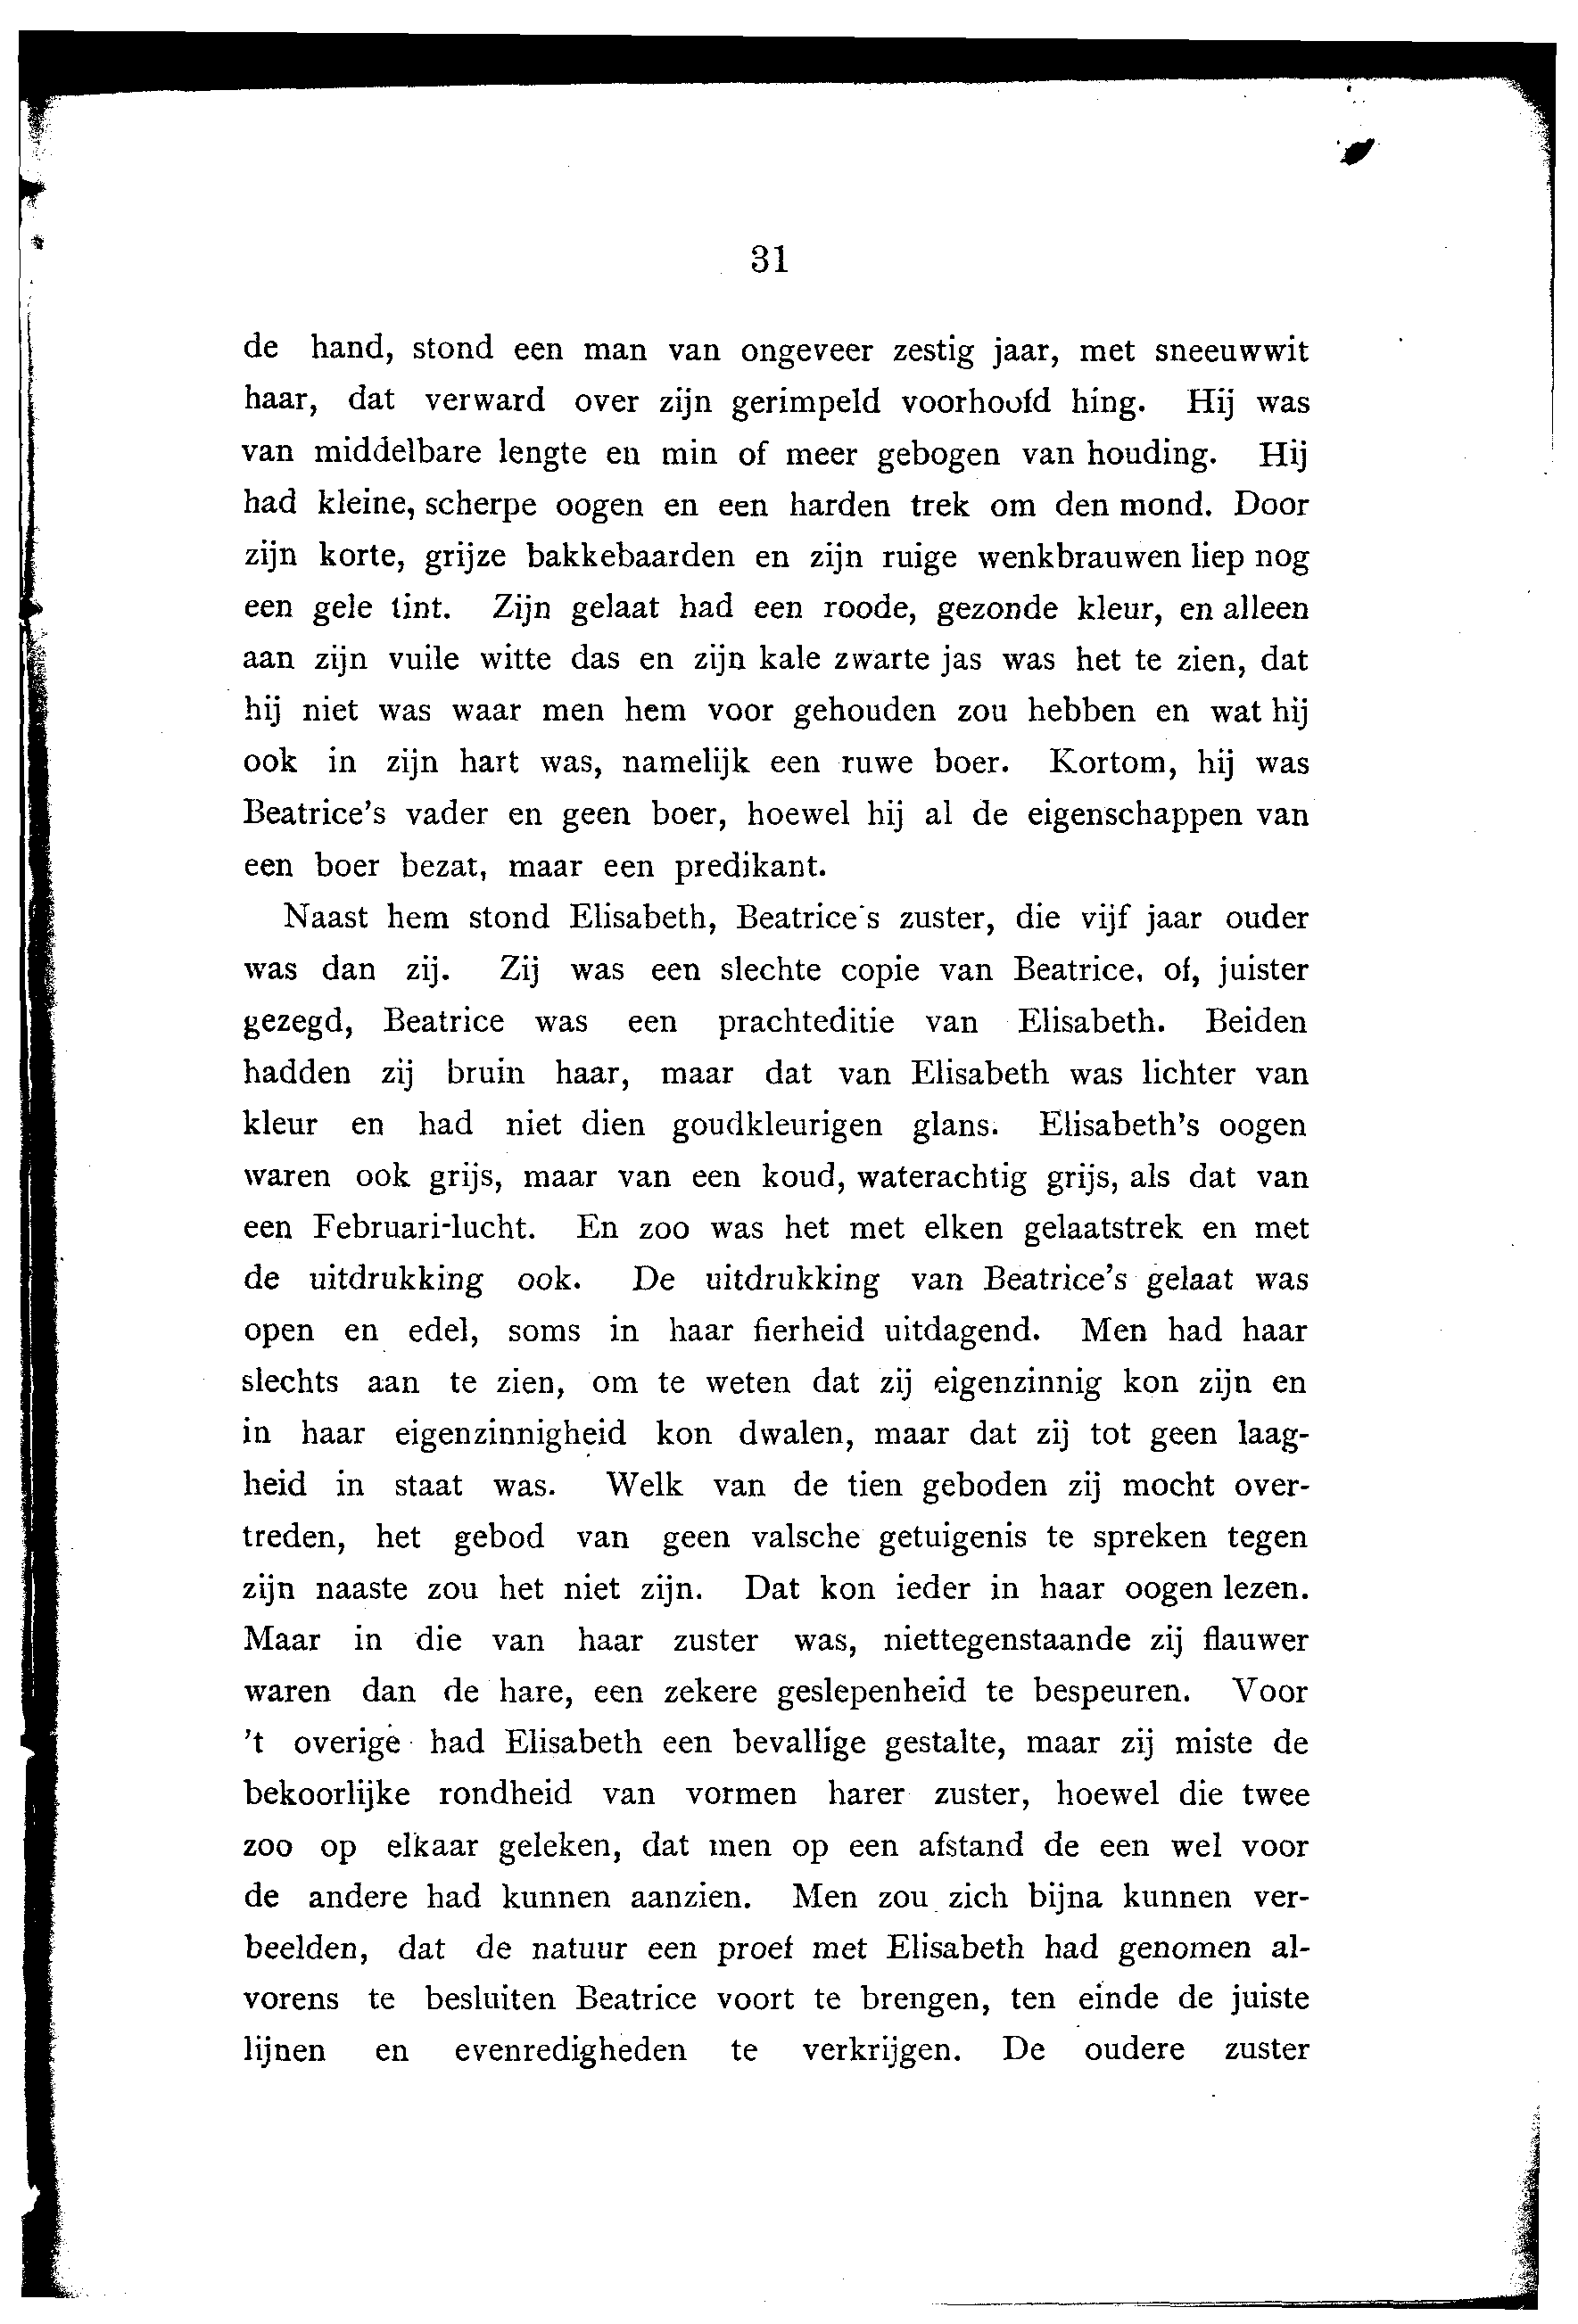 31
de hand, stond een man van ongeveer zestig jaar, met sneeuwwit
haar, dat verward over zijn gerimpeld voorhoofd hing. Hij was
van middelbare lengte en min of meer gebogen van houding. Hij
had kleine, scherpe oogen en een harden trek om den mond. Door
zijn korte, grijze bakkebaarden en zijn ruige wenkbrauwen liep nog
een gele tint. Zijn gelaat had een roode, gezonde kleur, en alleen
aan zijn vuile witte das en zijn kale zwarte jas was het te zien, dat
hij niet was waar men hem voor gehouden zou hebben en wat hij
ook in zijn hart was, namelijk een ruwe boer. Kortom, hij was
Beatrice's vader en geen boer, hoewel hij al de eigenschappen van
een boer bezat, maar een predikant.
Naast hem stond Elisabeth, Beatrice's zuster, die vijf jaar ouder
was dan zij. Zij was een slechte copie van Beatrice, of, juister
gezegd, Beatrice was een prachteditie van Elisabeth. Beiden
hadden zij bruin haar, maar dat van Elisabeth was lichter van
kleur en had niet dien goudkleurigen glans. Elisabeth's oogen
waren ook grijs, maar van een koud, waterachtig grijs, als dat van
een Februari-lucht. En zoo was het met elken gelaatstrek en met
de uitdrukking ook. De uitdrukking van Beatrice's gelaat was
open en edel, soms in haar fierheid uitdagend. Men had haar
slechts aan te zien, om te weten dat zij eigenzinnig kon zijn en
in haar eigenzinnigheid kon dwalen, maar dat zij tot geen laag-
heid in staat was. Welk van de tien geboden zij mocht over-
treden, het gebod van geen valsche getuigenis te spreken tegen
zijn naaste zou het niet zijn. Dat kon ieder in haar oogen lezen.
Maar in die van haar zuster was, niettegenstaande zij flauwer
waren dan de hare, een zekere geslepenheid te bespeuren. Voor
't overige had Elisabeth een bevallige gestalte, maar zij miste de
bekoorlijke rondheid van vormen harer zuster, hoewel die twee
zoo op elkaar geleken, dat men op een afstand de een wel voor
de andere had kunnen aanzien. Men zou zich bijna kunnen ver-
beelden, dat de natuur een proef met Elisabeth had genomen al-
vorens te besluiten Beatrice voort te brengen, ten einde de juiste
lijnen en evenredigheden te verkrijgen. De oudere zuster